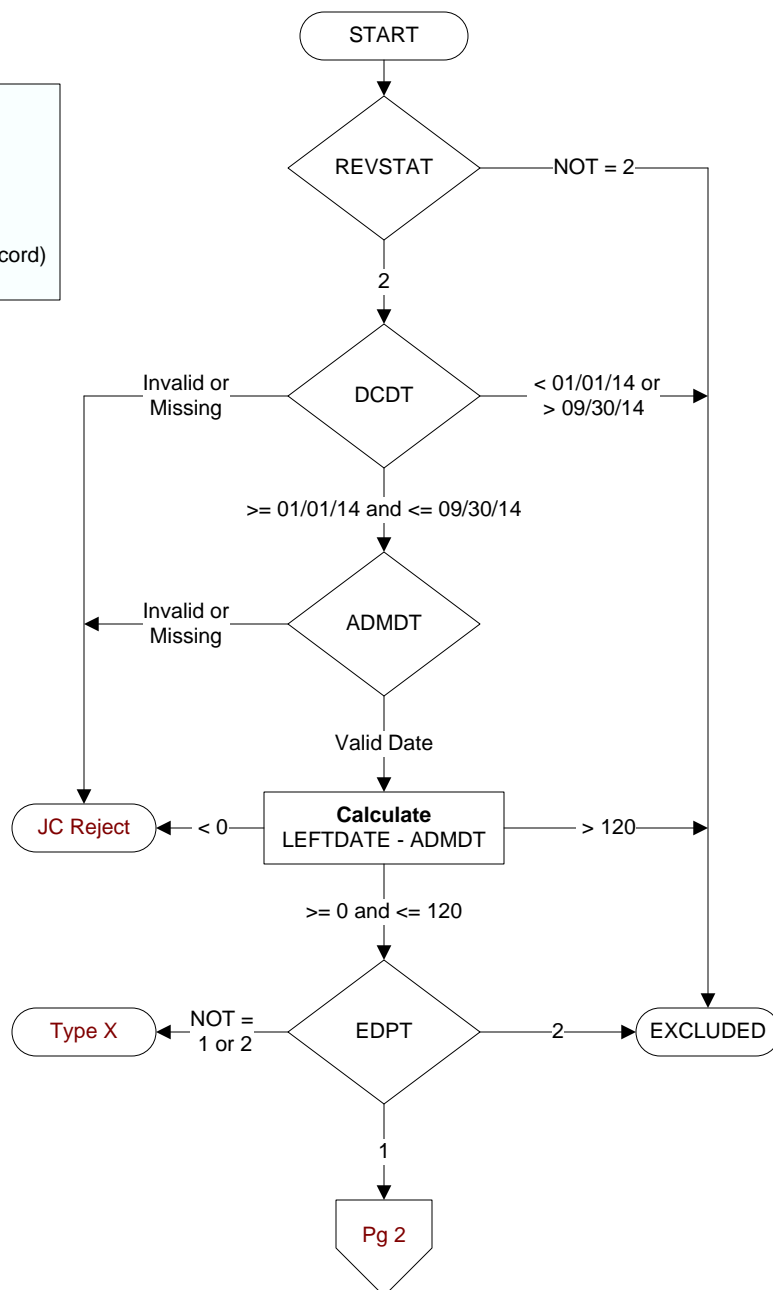 START
REVSTAT
NOT = 2
cord)
2
Invalid or
Missing
DCDT
< 01/01/14 or
> 09/30/14
>= 01/01/14 and <= 09/30/14
Invalid or
Missing
ADMDT
Valid Date
JC Reject
< 0
Calculate
LEFTDATE - ADMDT
> 120
>= 0 and <= 120
Type X
NOT =
1 or 2
EDPT
2
EXCLUDED
1
Pg 2